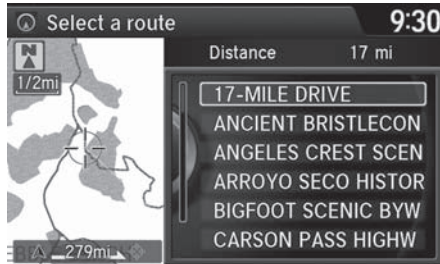 Select a route
9:30
N
1/2mi
Distance 17 mi
17-MILE DRIVE
ANCIENT BRISTLECON
ANGELES CREST SCEN
ARROYO SECO HISTOR
BIGFOOT SCENIC BYW
CARSON PASS HIGHW
279mi